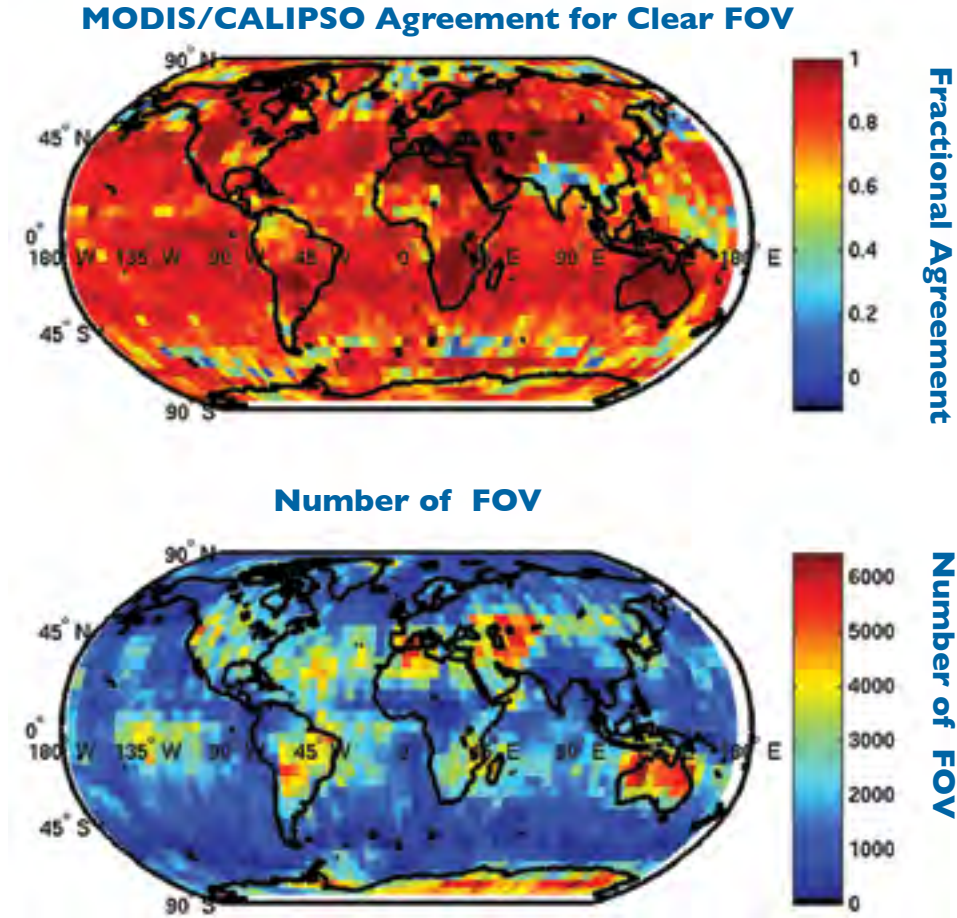 MODIS/CALIPSO Agreement for Clear FOV
90° N
45° N
0°
180 W 135° W 90 W 45 W 0 E 90 E E 180° E
45° S
90 S
1
0.8
0.6
0.4
0.2
0
Fractional Agreement
Number of FOV
90° N
45° N
0°
180 W 135° W 90 W 45 W 0 45 E 90 E E 180° E
45° S
90 S
6000
5000
4000
3000
2000
1000
0
Number of FOV